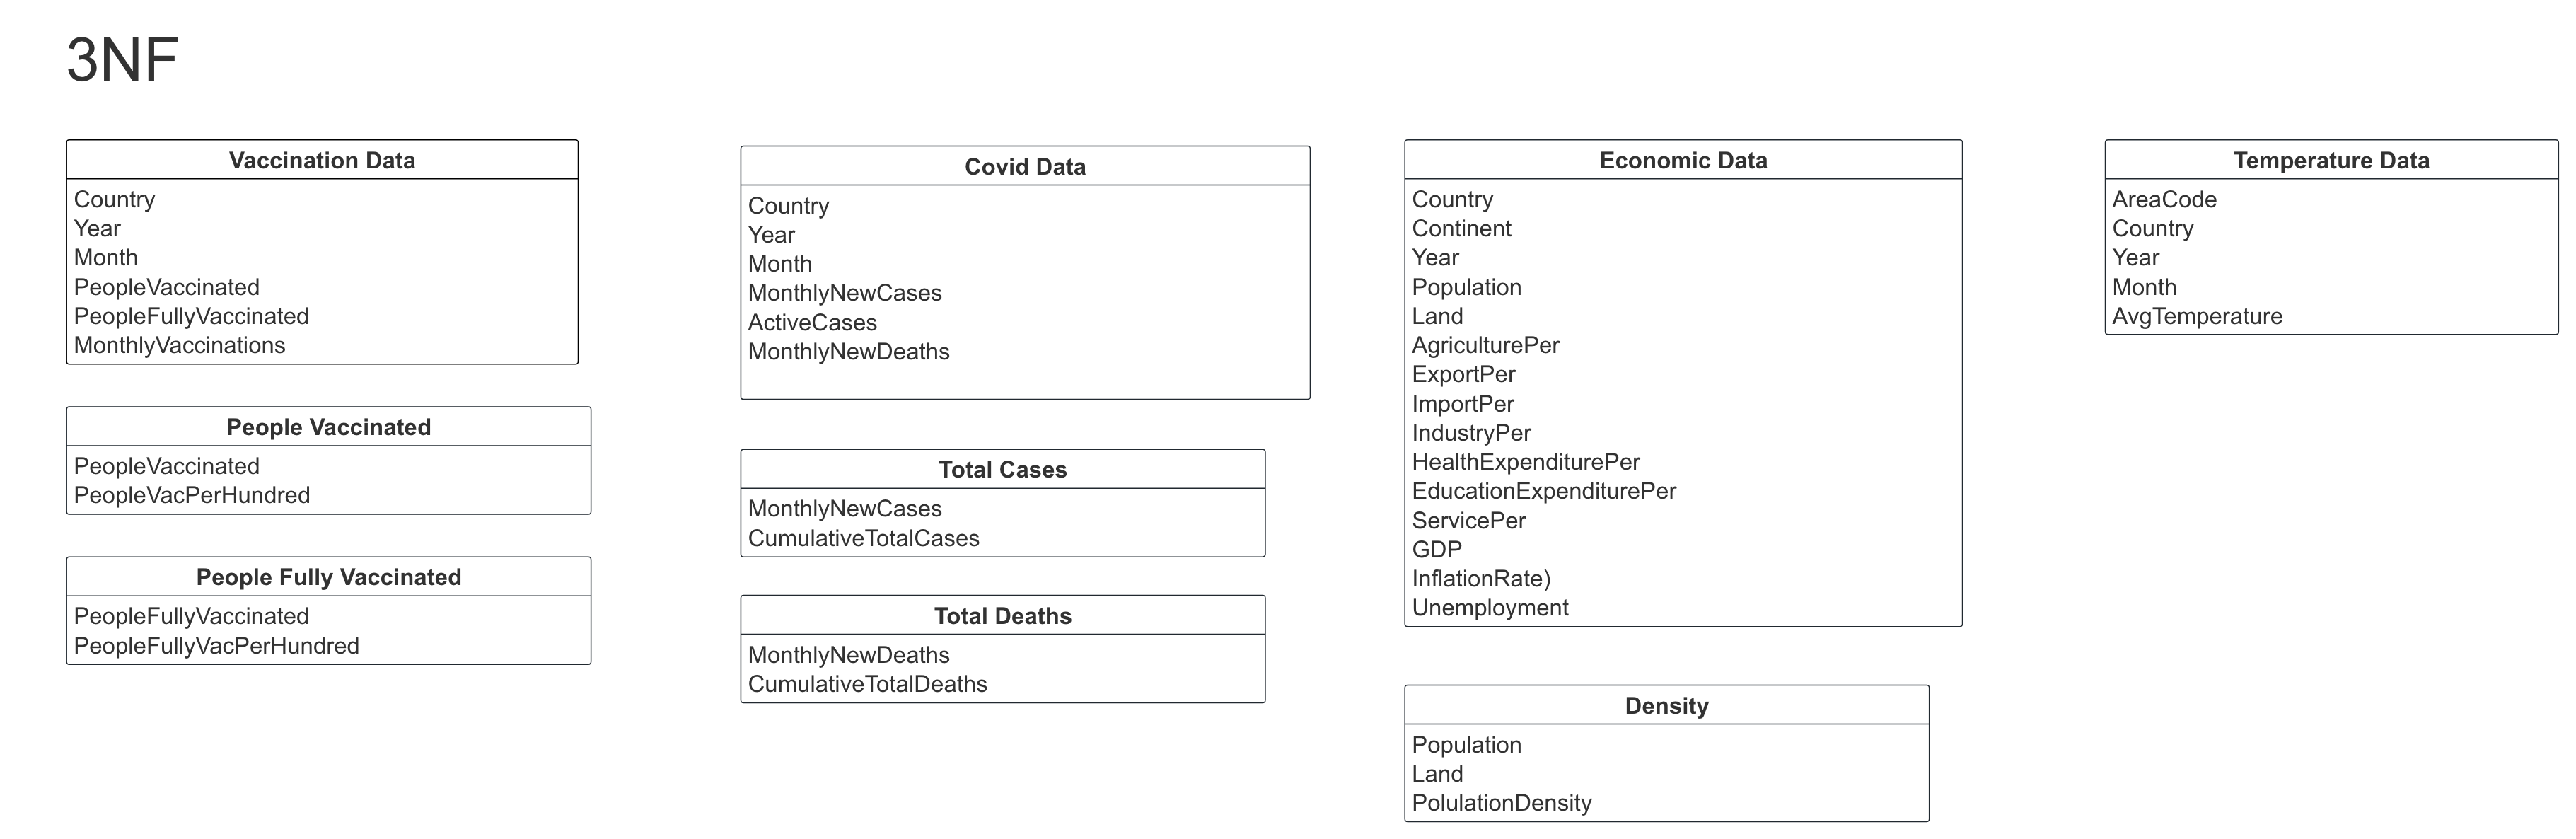 3NF
Vaccination Data
Country
Year
Month
PeopleVaccinated
PeopleFullyVaccinated
MonthlyVaccinations
People Vaccinated
PeopleVaccinated
PeopleVacPerHundred
People Fully Vaccinated
PeopleFullyVaccinated
PeopleFullyVacPerHundred
Covid Data
Country
Year
Month
MonthlyNewCases
ActiveCases
MonthlyNewDeaths
Total Cases
MonthlyNewCases
CumulativeTotalCases
Total Deaths
MonthlyNewDeaths
CumulativeTotalDeaths
Economic Data
Country
Continent
Year
Population
Land
AgriculturePer
ExportPer
ImportPer
IndustryPer
HealthExpenditurePer
EducationExpenditurePer
ServicePer
GDP
InflationRate)
Unemployment
Density
Population
Land
PolulationDensity
Temperature Data
AreaCode
Country
Year
Month
AvgTemperature